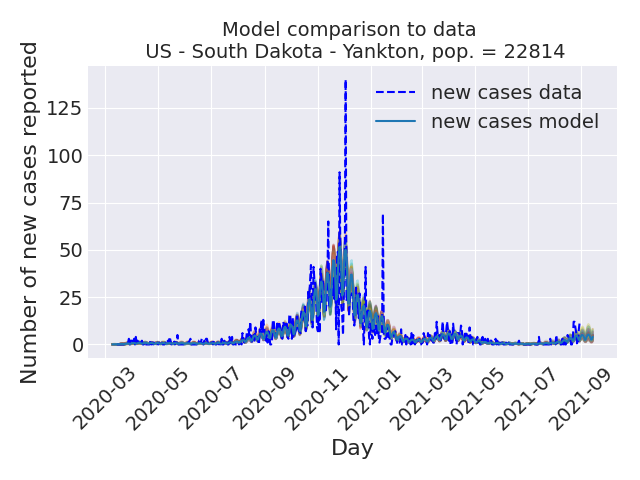 Model comparison to data
US - South Dakota - Yankton, pop. = 22814
Number of new cases reported
125
100
75
50
25
0
new cases data
new cases model
2020-03
2020-05
2020-07
2020-09
2020-11
2021-01
2021-03
2021-05
2021-07
2021-09
Day